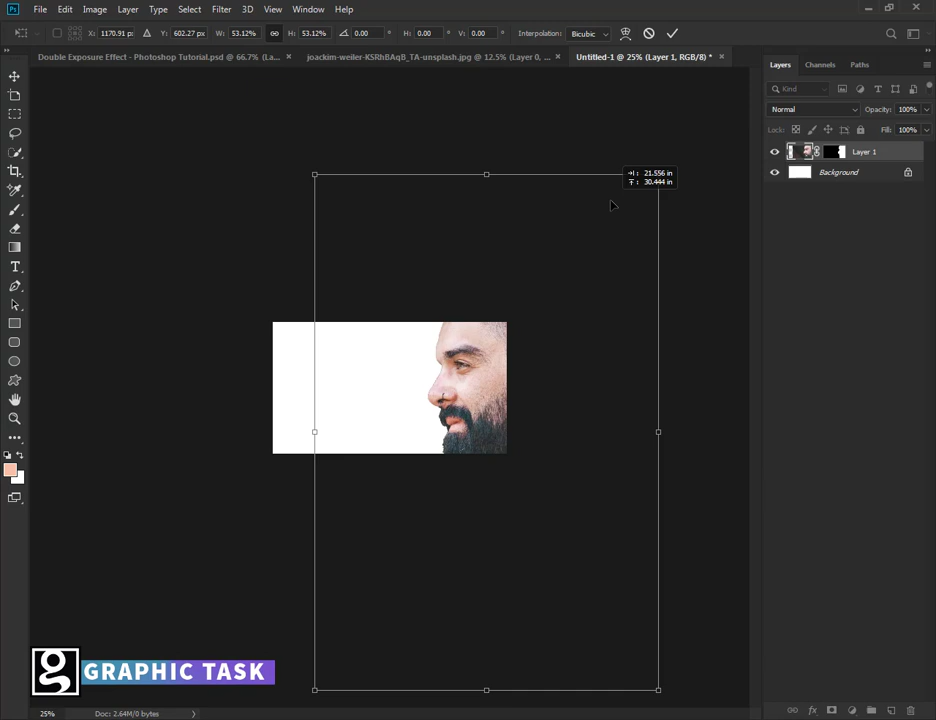 Ps File Edit Image Layer Type Select Filter 3D View Window Help
X: 1170.91 px Y: 602.27 px W: 53.12% H: 53.12% 0.00 ° H: 0.00 ° V: 0.00 ° Interpolation: Bicubic
Double Exposure Effect - Photoshop Tutorial.psd @ 66.7% (La... × joackim-weiler-KSRhBAqB_TA-unsplash.jpg @ 12.5% (Layer 0, ... × Untitled-1 @ 25% (Layer 1, RGB/8) * ×
Layers Channels Paths
Kind
Normal Opacity: 100%
Lock: Fill: 100%
Layer 1
Background
: 21.556 in
: 30.444 in
g GRAPHIC TASK
25% Doc: 2.64M/0 bytes